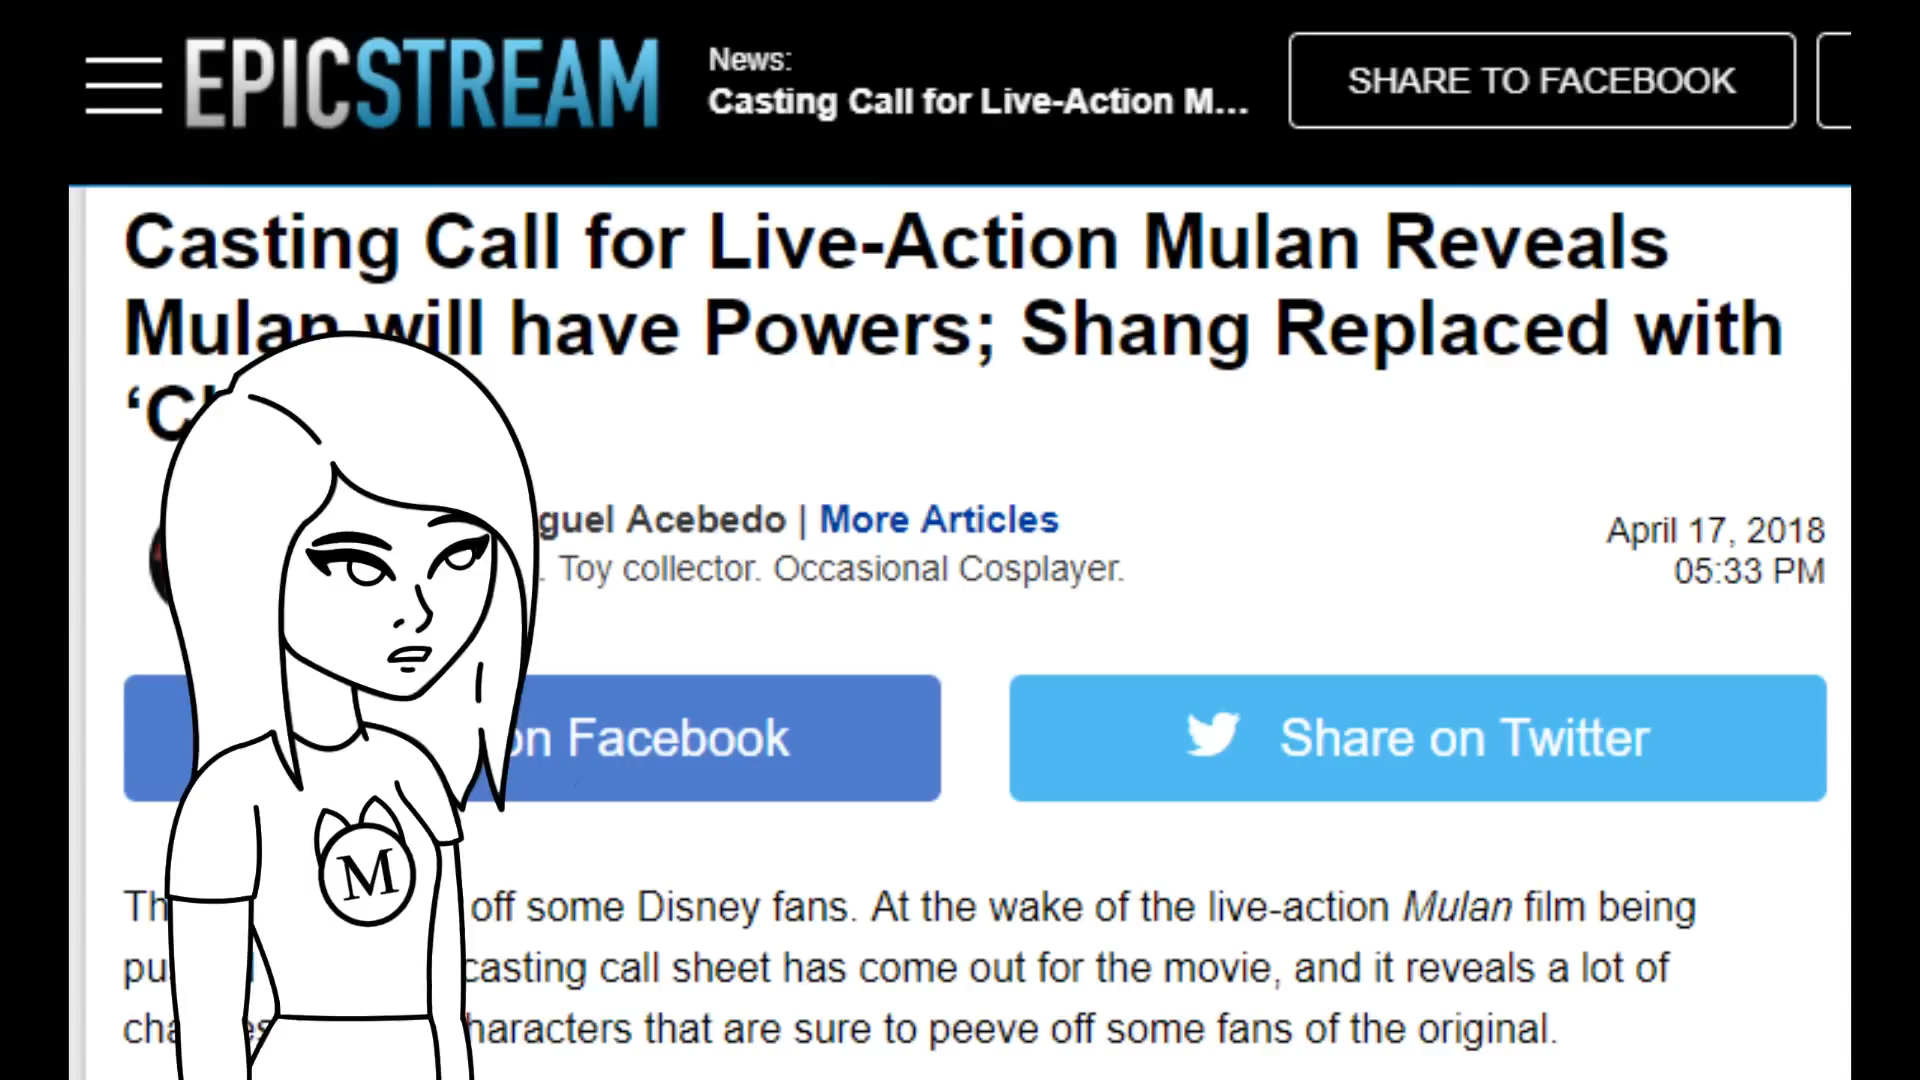 EPICSTREAM
News:
Casting Call for Live-Action M...
SHARE TO FACEBOOK
Casting Call for Live-Action Mulan Reveals
Mulan will have Powers; Shang Replaced with
guel Acebedo | More Articles
. Toy collector. Occasional Cosplayer.
April 17, 2018
05:33 PM
on Facebook
Share on Twitter
M
off some Disney fans. At the wake of the live-action Mulan film being
casting call sheet has come out for the movie, and it reveals a lot of
haracters that are sure to peeve off some fans of the original.